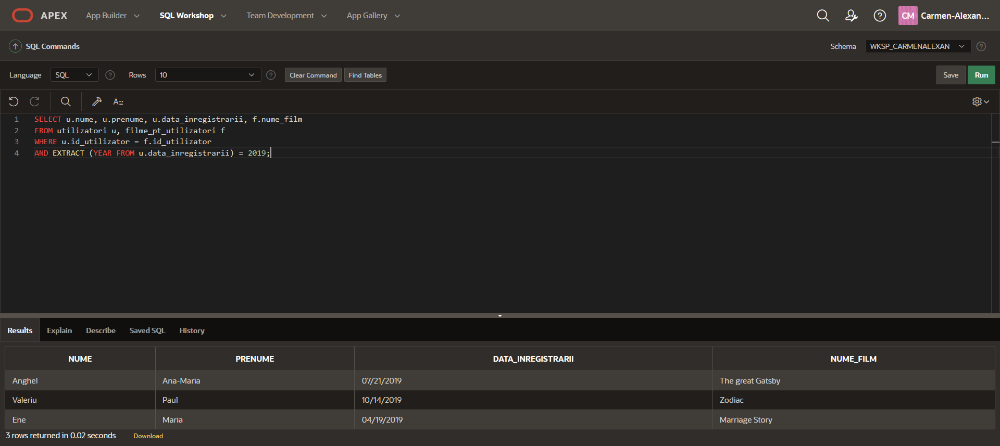 APEX App Builder SQL Workshop Team Development App Gallery CM Carmen-Alexan...
SQL Commands Schema WKSP_CARMENALEXAN
Language SQL Rows 10 Clear Command Find Tables Save Run
1 SELECT u.nume, u.prenume, u.data_inregistrarii, f.nume_film
2 FROM utilizatori u, filme_pt_utilizatori f
3 WHERE u.id_utilizator = f.id_utilizator
4 AND EXTRACT (YEAR FROM u.data_inregistrarii) = 2019;
Results Explain Describe Saved SQL History
NUME PRENUME DATA_INREGISTRARII NUME_FILM
Anghel Ana-Maria 07/21/2019 The great Gatsby
Valeriu Paul 10/14/2019 Zodiac
Ene Maria 04/19/2019 Marriage Story
3 rows returned in 0.02 seconds Download